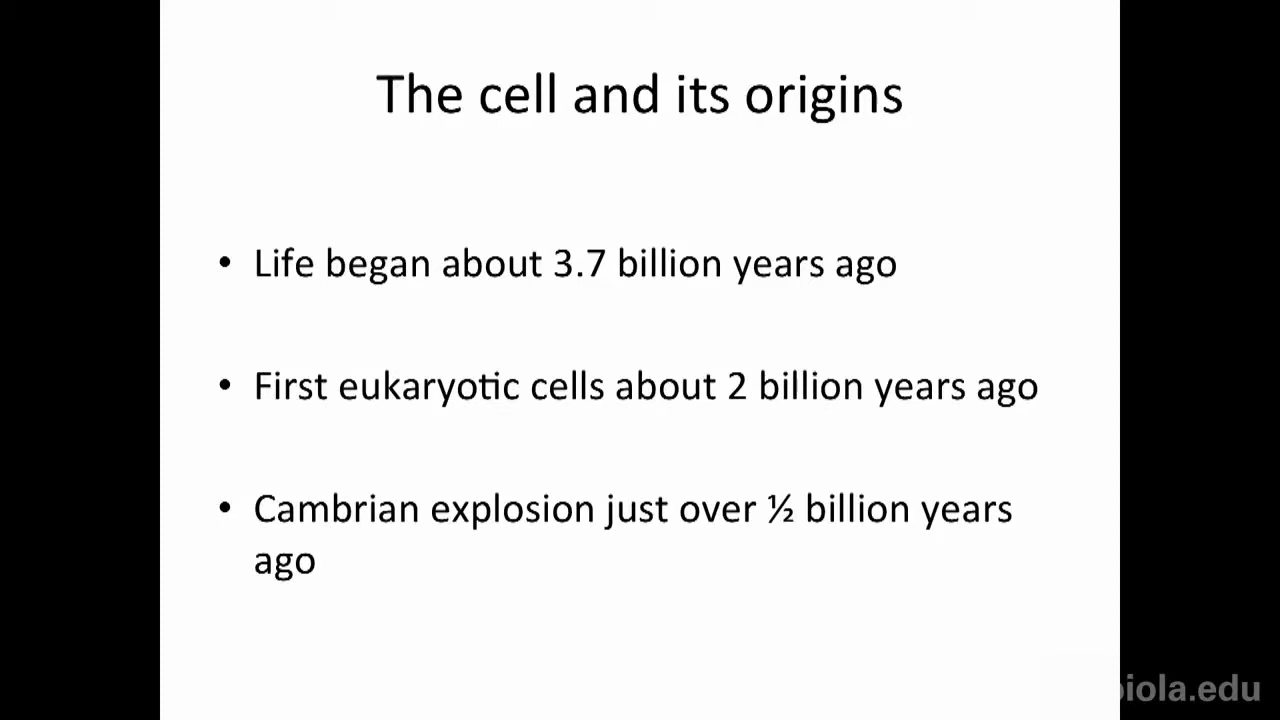 The cell and its origins
• Life began about 3.7 billion years ago
• First eukaryotic cells about 2 billion years ago
• Cambrian explosion just over ½ billion years
ago
biola.edu